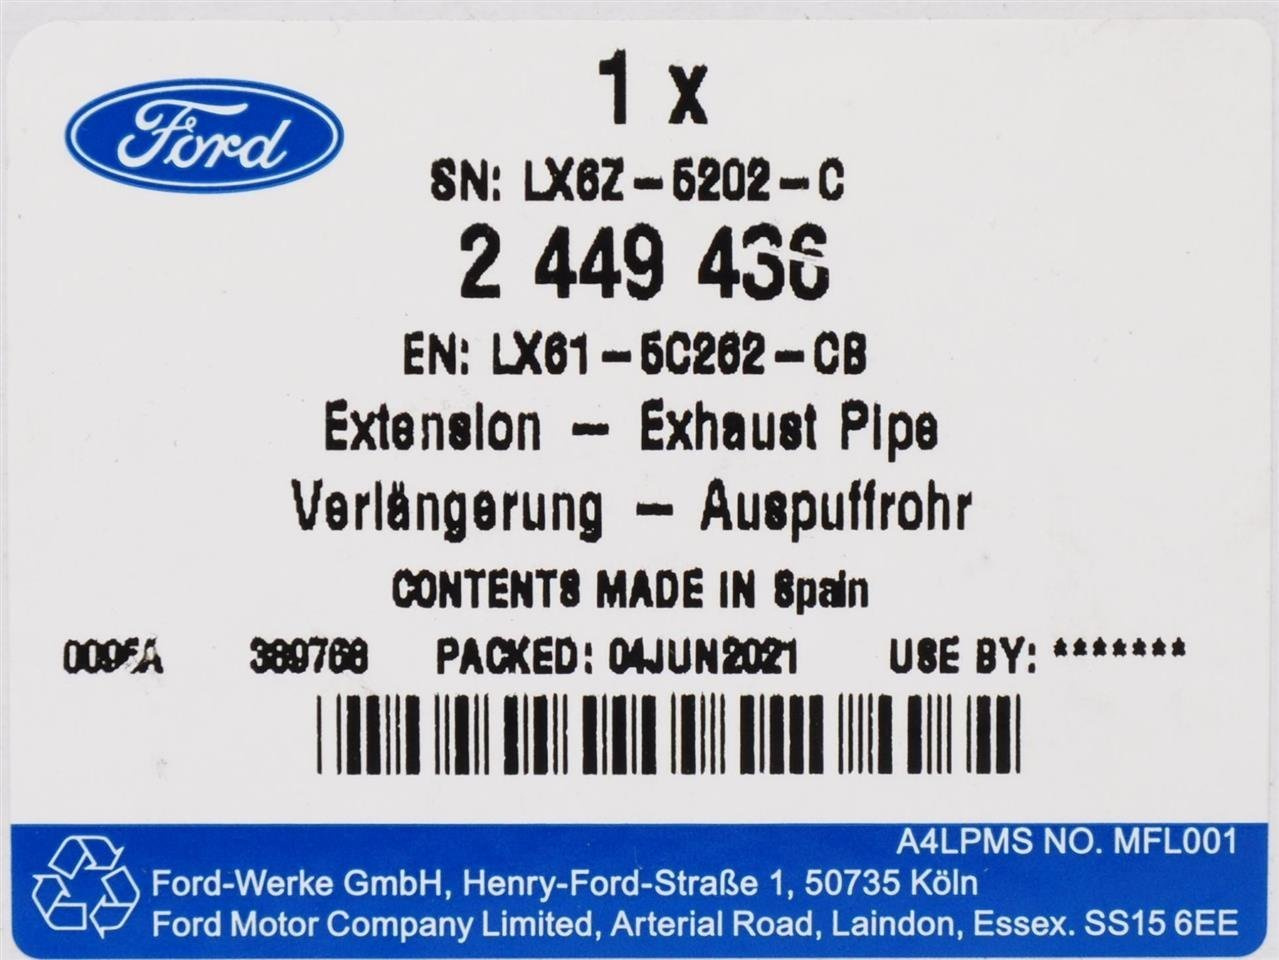 Ford
1 x
SN: LX6Z-5202-C
2 449 436
EN: LX61-5C262-CB
Extension - Exhaust Pipe
Verlängerung - Auspuffrohr
CONTENTS MADE IN Spain
389768 PACKED: 04JUN2021 USE BY: *******
A4LPMS NO. MFL001
Ford-Werke GmbH, Henry-Ford-Straße 1, 50735 Köln
Ford Motor Company Limited, Arterial Road, Laindon, Essex. SS15 6EE